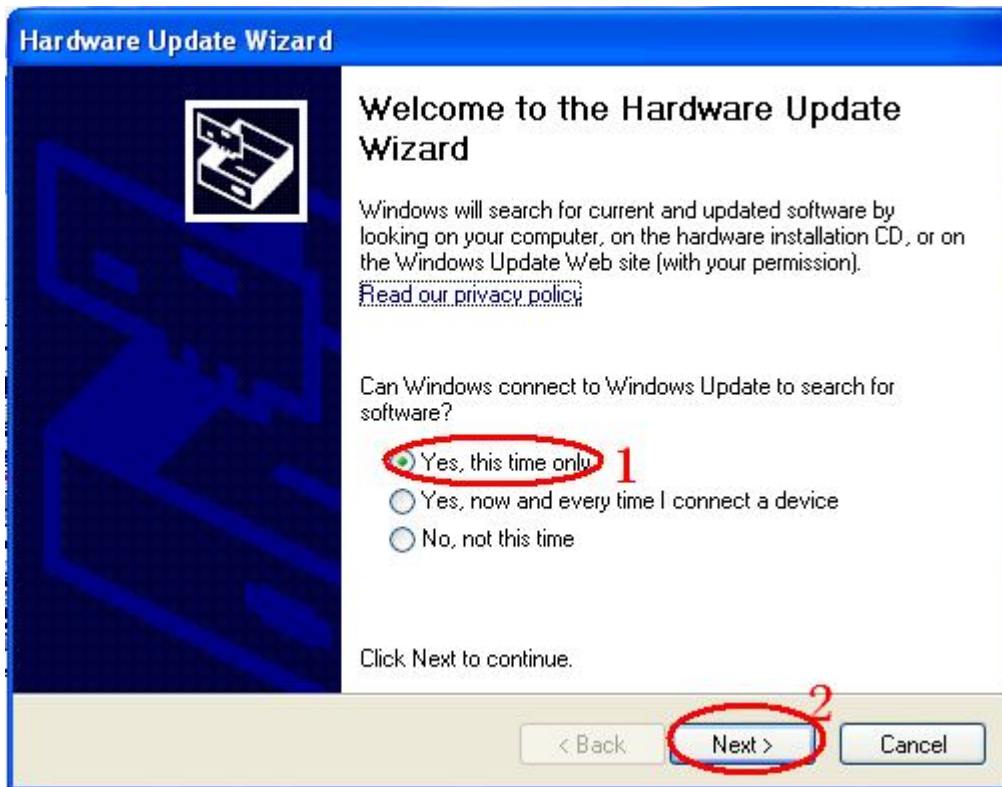 Hardware Update Wizard
Welcome to the Hardware Update
Wizard
Windows will search for current and updated software by
looking on your computer, on the hardware installation CD, or on
the Windows Update Web site (with your permission).
Read our privacy policy
Can Windows connect to Windows Update to search for
software?
Yes, this time only 1
Yes, now and every time I connect a device
No, not this time
Click Next to continue.
2
< Back Next > Cancel